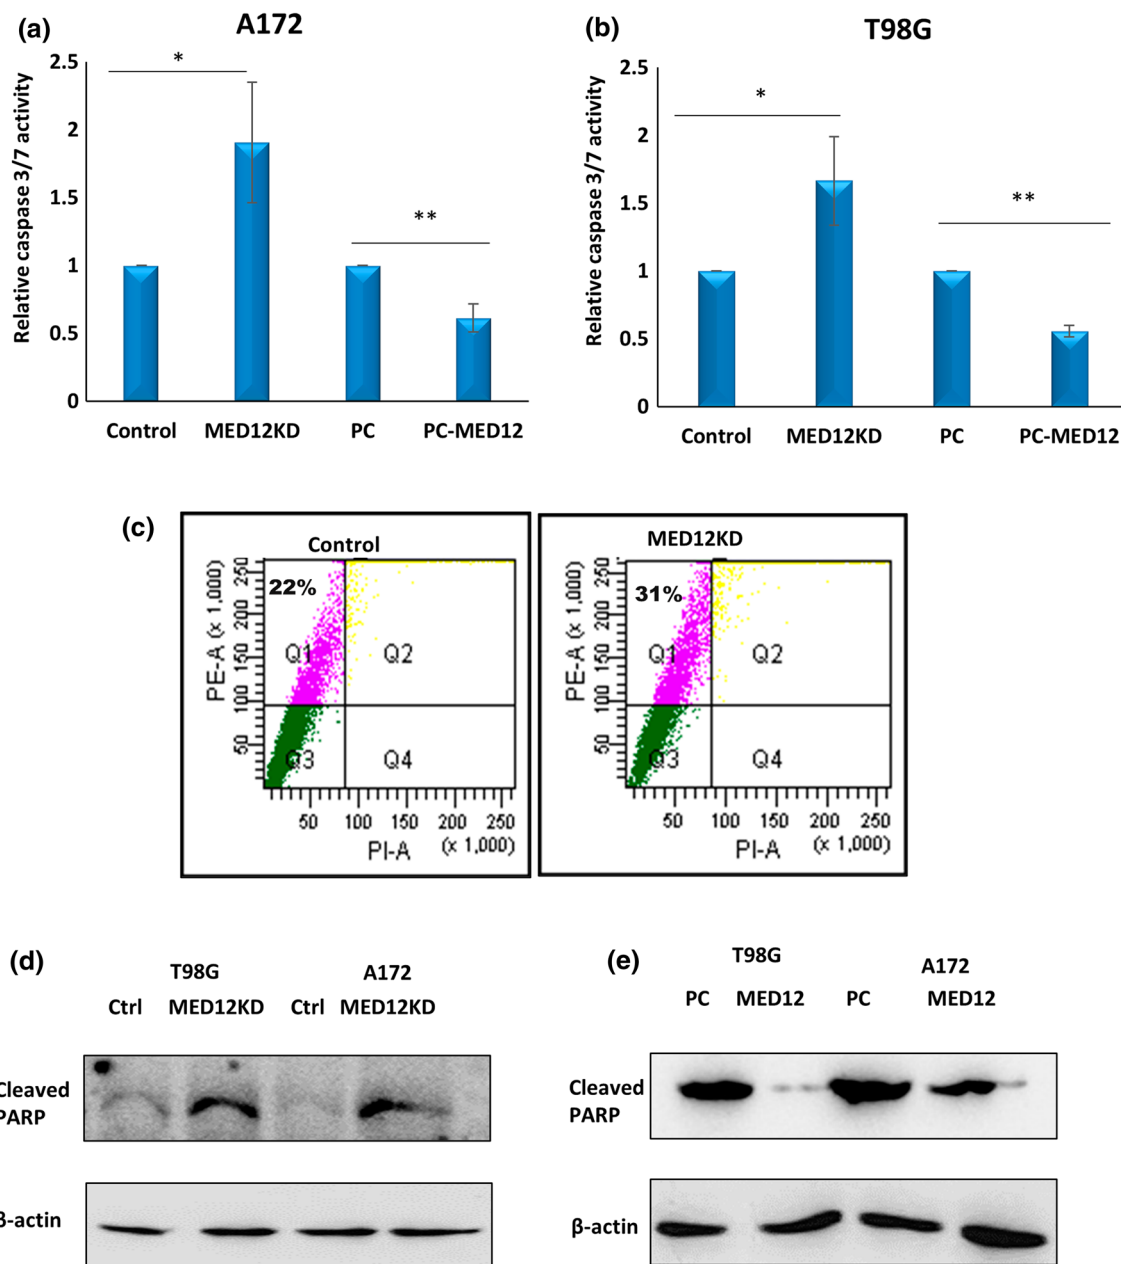 (a)
A172
Relative caspase 3/7 activity
2.5
2
1.5
1
0.5
0
*
**
Control MED12KD PC PC-MED12
(b)
T98G
Relative caspase 3/7 activity
2.5
2
1.5
1
0.5
0
*
**
Control MED12KD PC PC-MED12
(c)
Control
22%
PE-A (x 1,000)
250
200
150
100
50
Q1 Q2
Q3 Q4
50 100 150 200 250
PI-A (x 1,000)
MED12KD
31%
PE-A (x 1,000)
250
200
150
100
50
Q1 Q2
Q3 Q4
50 100 150 200 250
PI-A (x 1,000)
(d)
T98G A172
Ctrl MED12KD Ctrl MED12KD
Cleaved
PARP
β-actin
(e)
T98G A172
PC MED12 PC MED12
Cleaved
PARP
β-actin